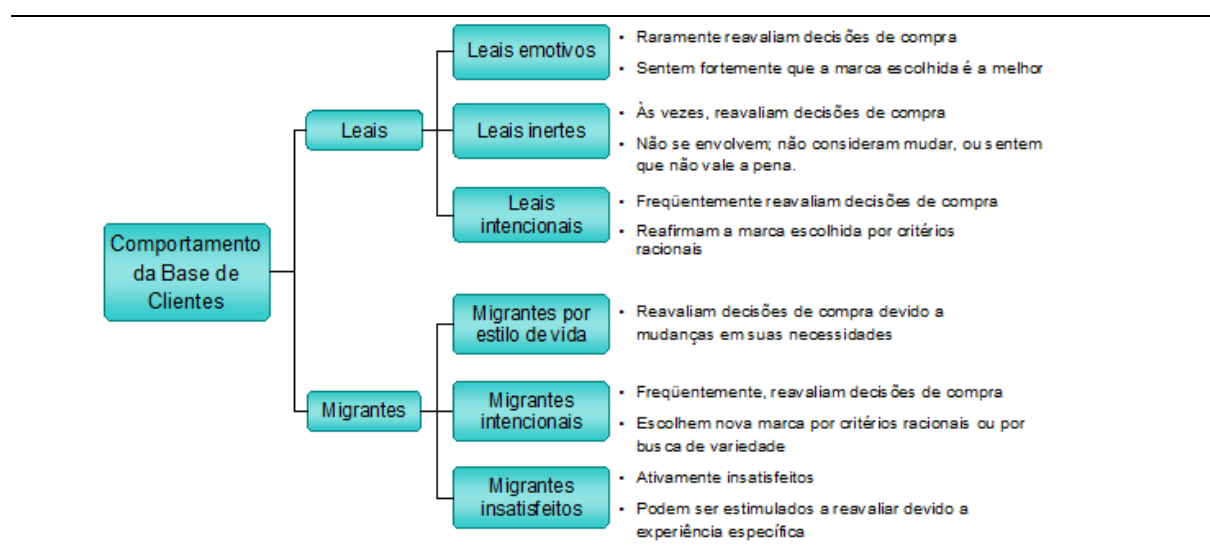 Comportamento
da Base de
Clientes
Leais
Leais emotivos
• Raramente reavaliam decisões de compra
• Sentem fortemente que a marca escolhida é a melhor
Leais inertes
• Às vezes, reavaliam decisões de compra
• Não se envolvem; não consideram mudar, ou sentem
que não vale a pena.
Leais
intencionais
• Freqüentemente reavaliam decisões de compra
• Reafirmam a marca escolhida por critérios
racionais
Migrantes
Migrantes por
estilo de vida
• Reavaliam decisões de compra devido a
mudanças em suas necessidades
Migrantes
intencionais
• Freqüentemente, reavaliam decisões de compra
• Escolhem nova marca por critérios racionais ou por
busca de variedade
Migrantes
insatisfeitos
• Ativamente insatisfeitos
• Podem ser estimulados a reavaliar devido a
experiência específica